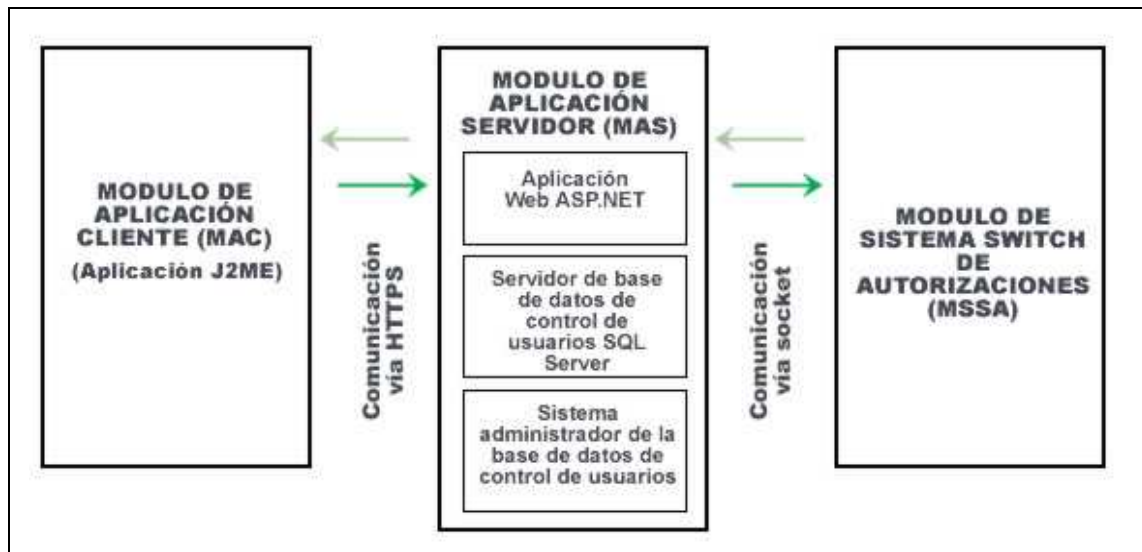 MODULO DE
APLICACIÓN
CLIENTE (MAC)
(Aplicación J2ME)
Comunicación
vía HTTPS
MODULO DE
APLICACIÓN
SERVIDOR (MAS)
Aplicación
Web ASP.NET
Servidor de base
de datos de
control de
usuarios SQL
Server
Sistema
administrador de la
base de datos de
control de usuarios
Comunicación
vía socket
MODULO DE
SISTEMA SWITCH
DE
AUTORIZACIONES
(MSSA)